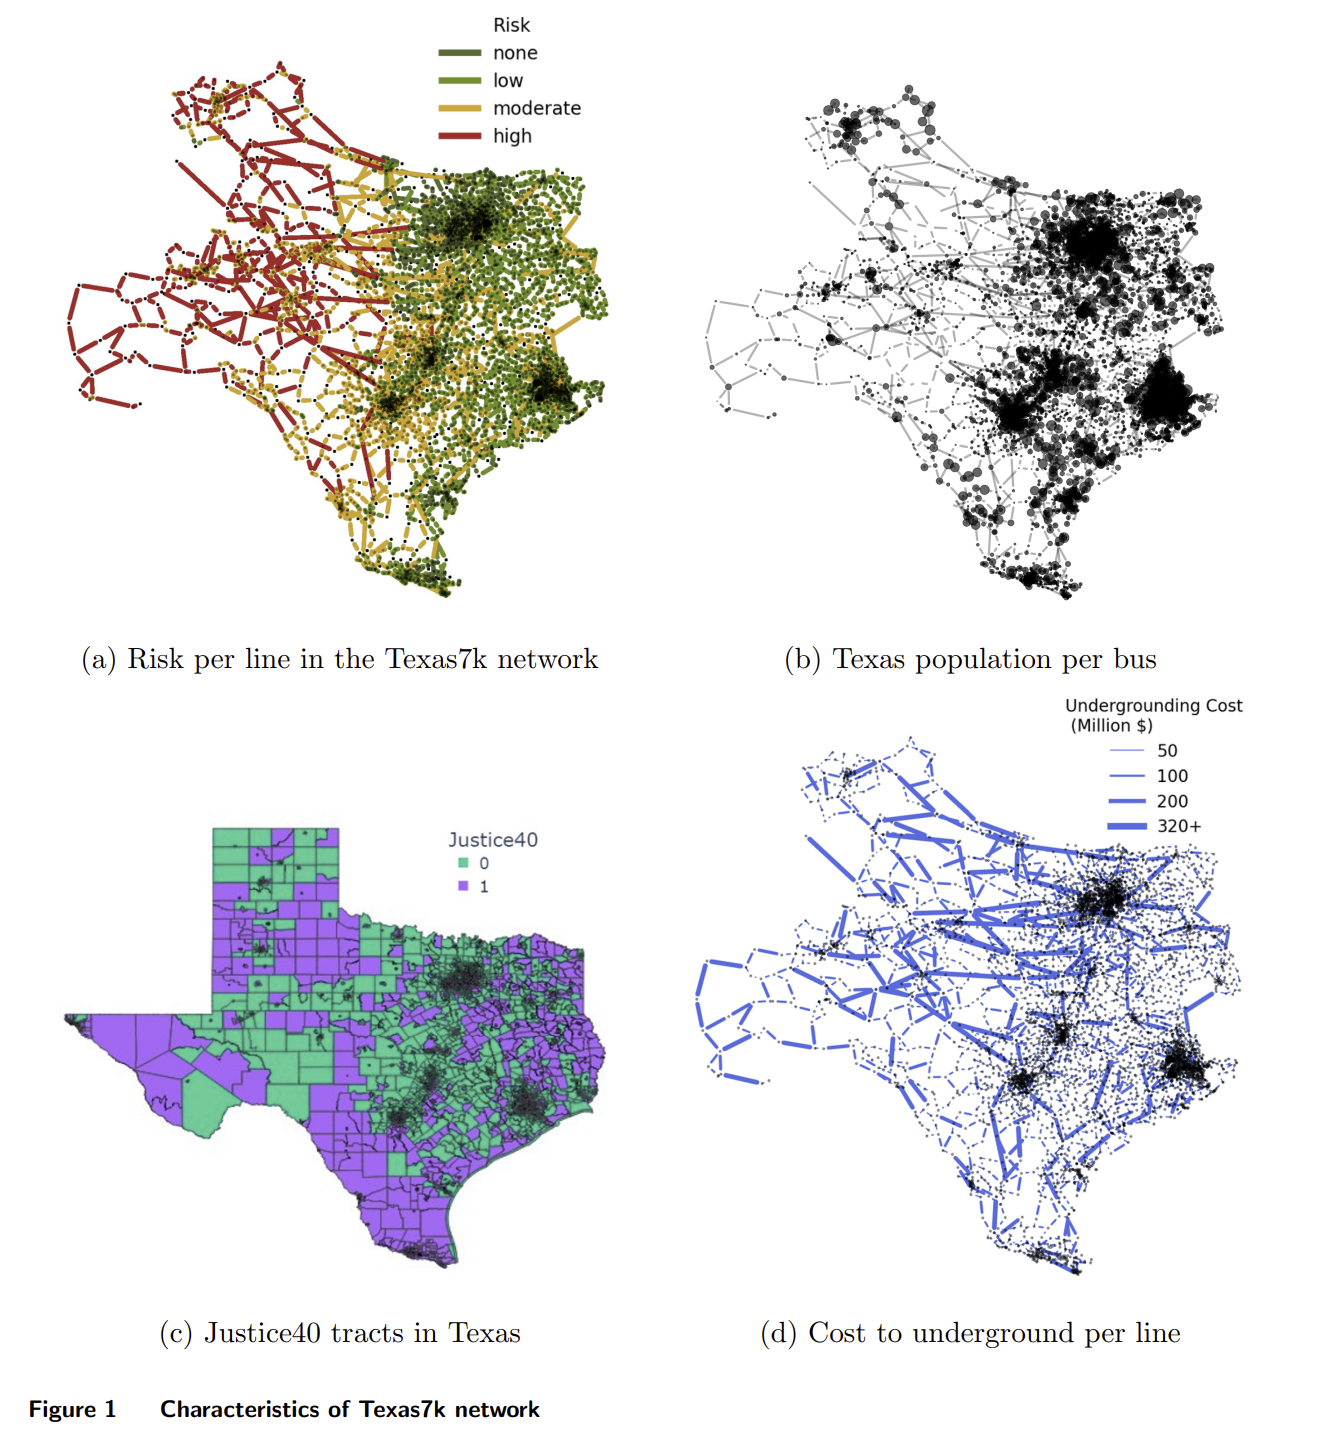 Risk
none
low
moderate
high
(a) Risk per line in the Texas7k network
(b) Texas population per bus
Undergrounding Cost
(Million $)
50
100
200
320+
Justice40
0
1
(c) Justice40 tracts in Texas
(d) Cost to underground per line
Figure 1 Characteristics of Texas7k network